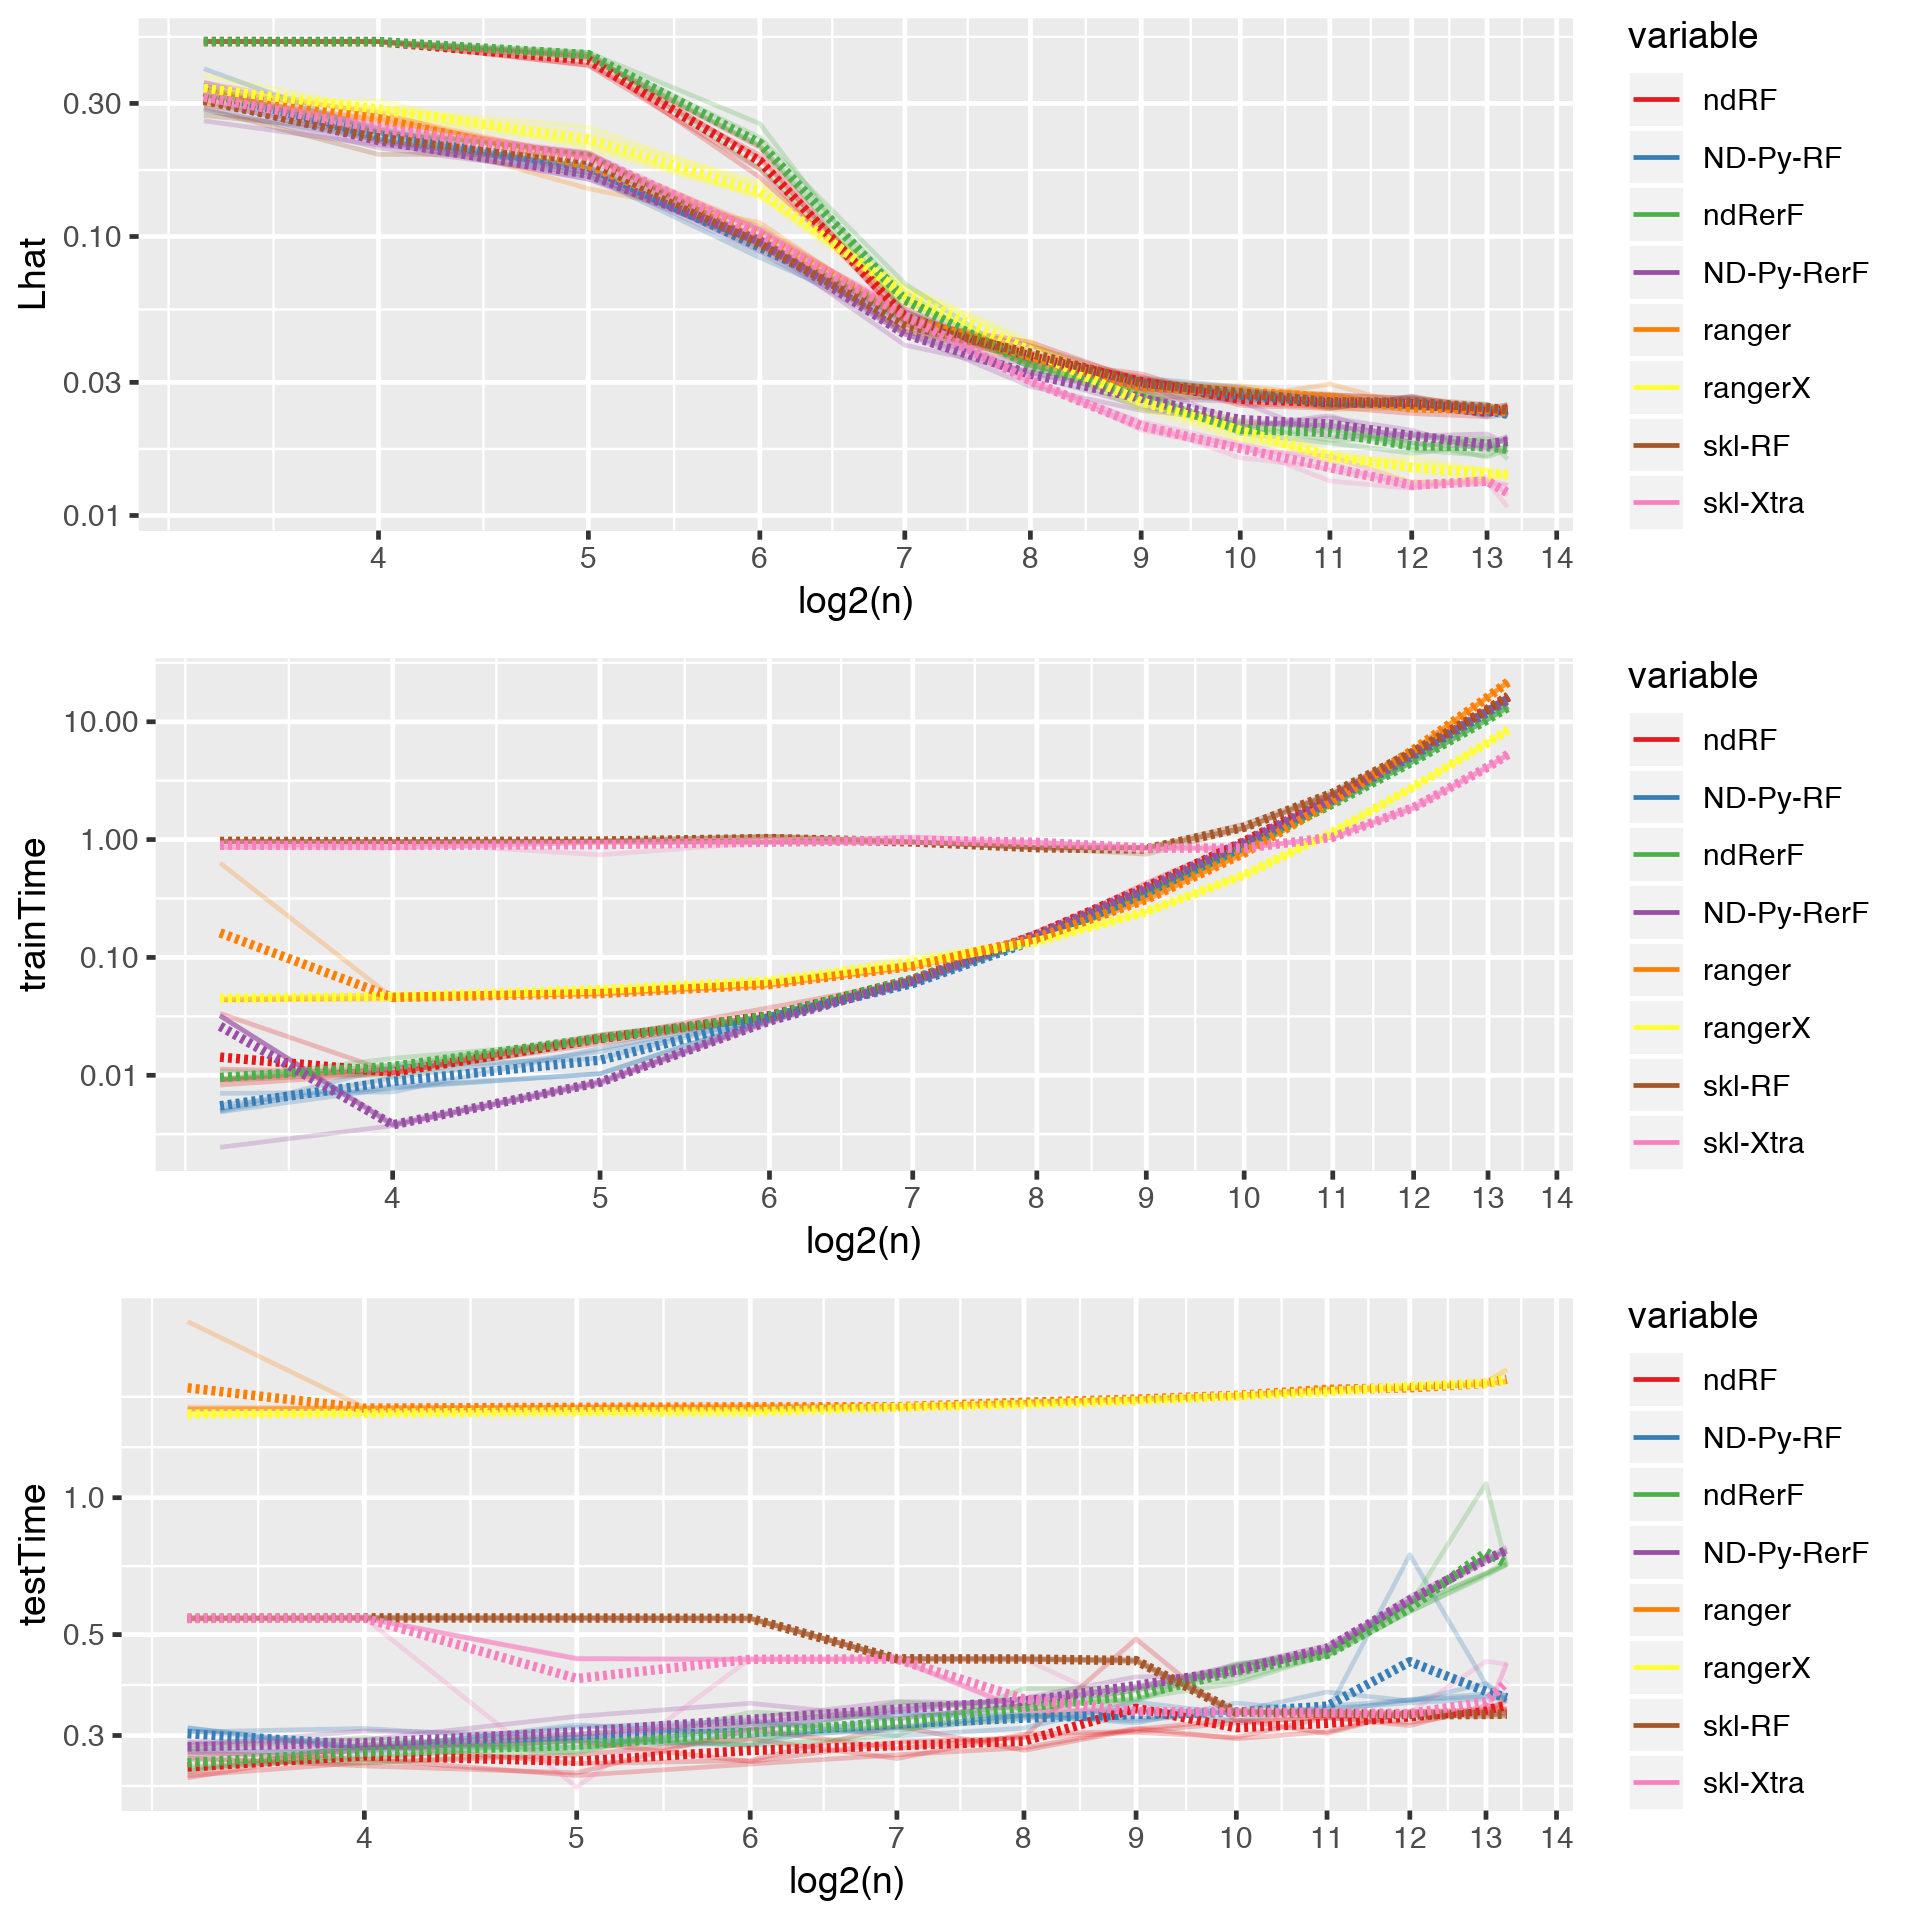 variable
ndRF
ND-Py-RF
ndRerF
ND-Py-RerF
ranger
rangerX
skl-RF
skl-Xtra
Lhat
0.30
0.10
0.03
0.01
4 5 6 7 8 9 10 11 12 13 14
log2(n)
variable
ndRF
ND-Py-RF
ndRerF
ND-Py-RerF
ranger
rangerX
skl-RF
skl-Xtra
trainTime
10.00
1.00
0.10
0.01
4 5 6 7 8 9 10 11 12 13 14
log2(n)
variable
ndRF
ND-Py-RF
ndRerF
ND-Py-RerF
ranger
rangerX
skl-RF
skl-Xtra
testTime
1.0
0.5
0.3
4 5 6 7 8 9 10 11 12 13 14
log2(n)